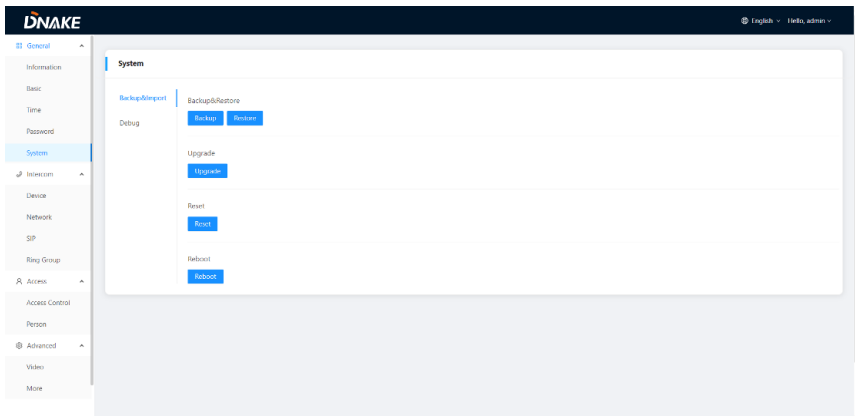 DNAKE
English
Hello, admin
General
Information
Basic
Time
Password
System
Intercom
Device
Network
SIP
Ring Group
Access
Access Control
Person
Advanced
Video
More
System
Backup&Import
Debug
Backup&Restore
Backup
Restore
Upgrade
Upgrade
Reset
Reset
Reboot
Reboot